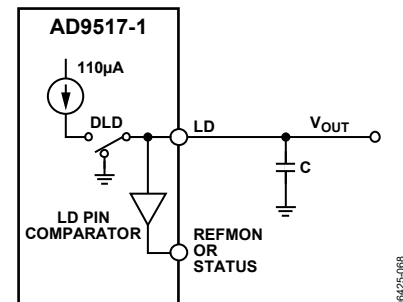 AD9517-1
110µA
DLD
LD
VOUT
C
LD PIN
COMPARATOR
REFMON
OR
STATUS
06425-068